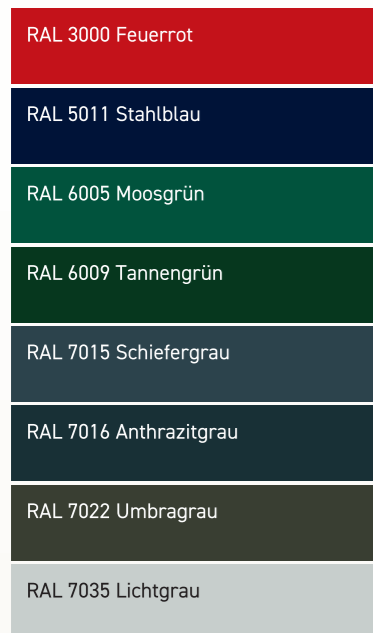 RAL 3000 Feuerrot
RAL 5011 Stahlblau
RAL 6005 Moosgrün
RAL 6009 Tannengrün
RAL 7015 Schiefergrau
RAL 7016 Anthrazitgrau
RAL 7022 Umbragrau
RAL 7035 Lichtgrau